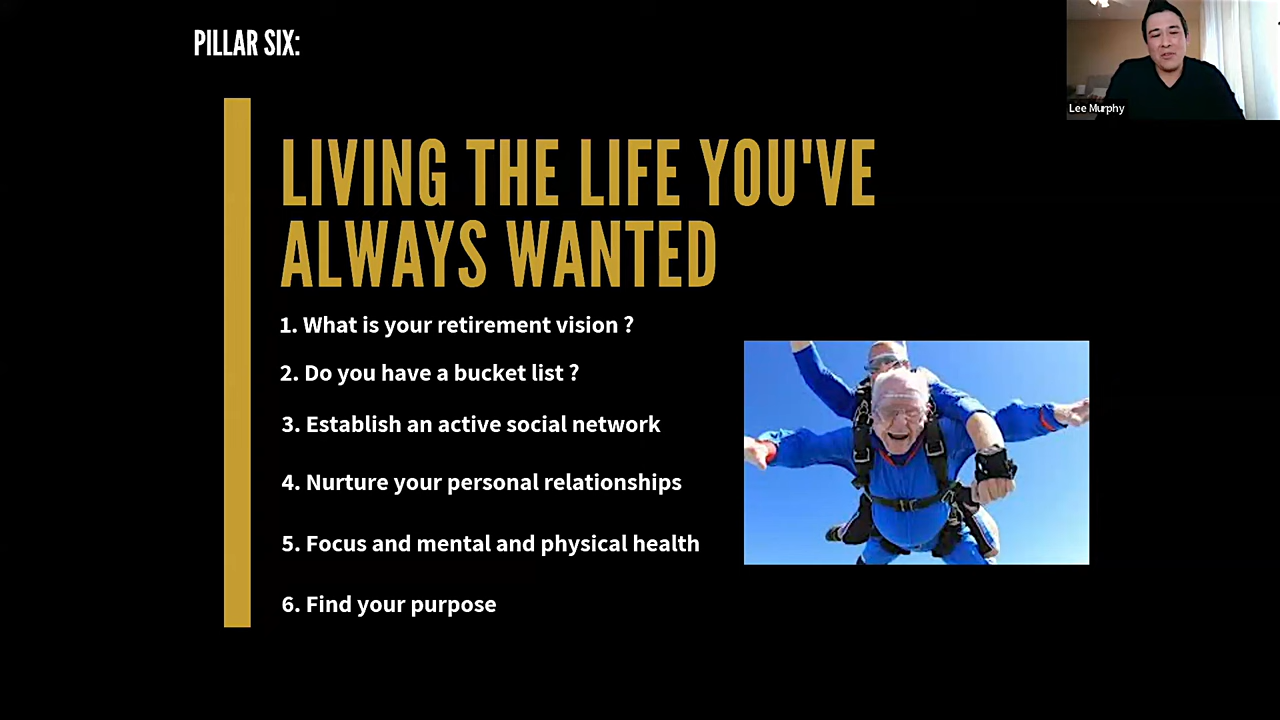 PILLAR SIX:
Lee Murphy
LIVING THE LIFE YOU'VE
ALWAYS WANTED
1. What is your retirement vision ?
2. Do you have a bucket list ?
3. Establish an active social network
4. Nurture your personal relationships
5. Focus and mental and physical health
6. Find your purpose